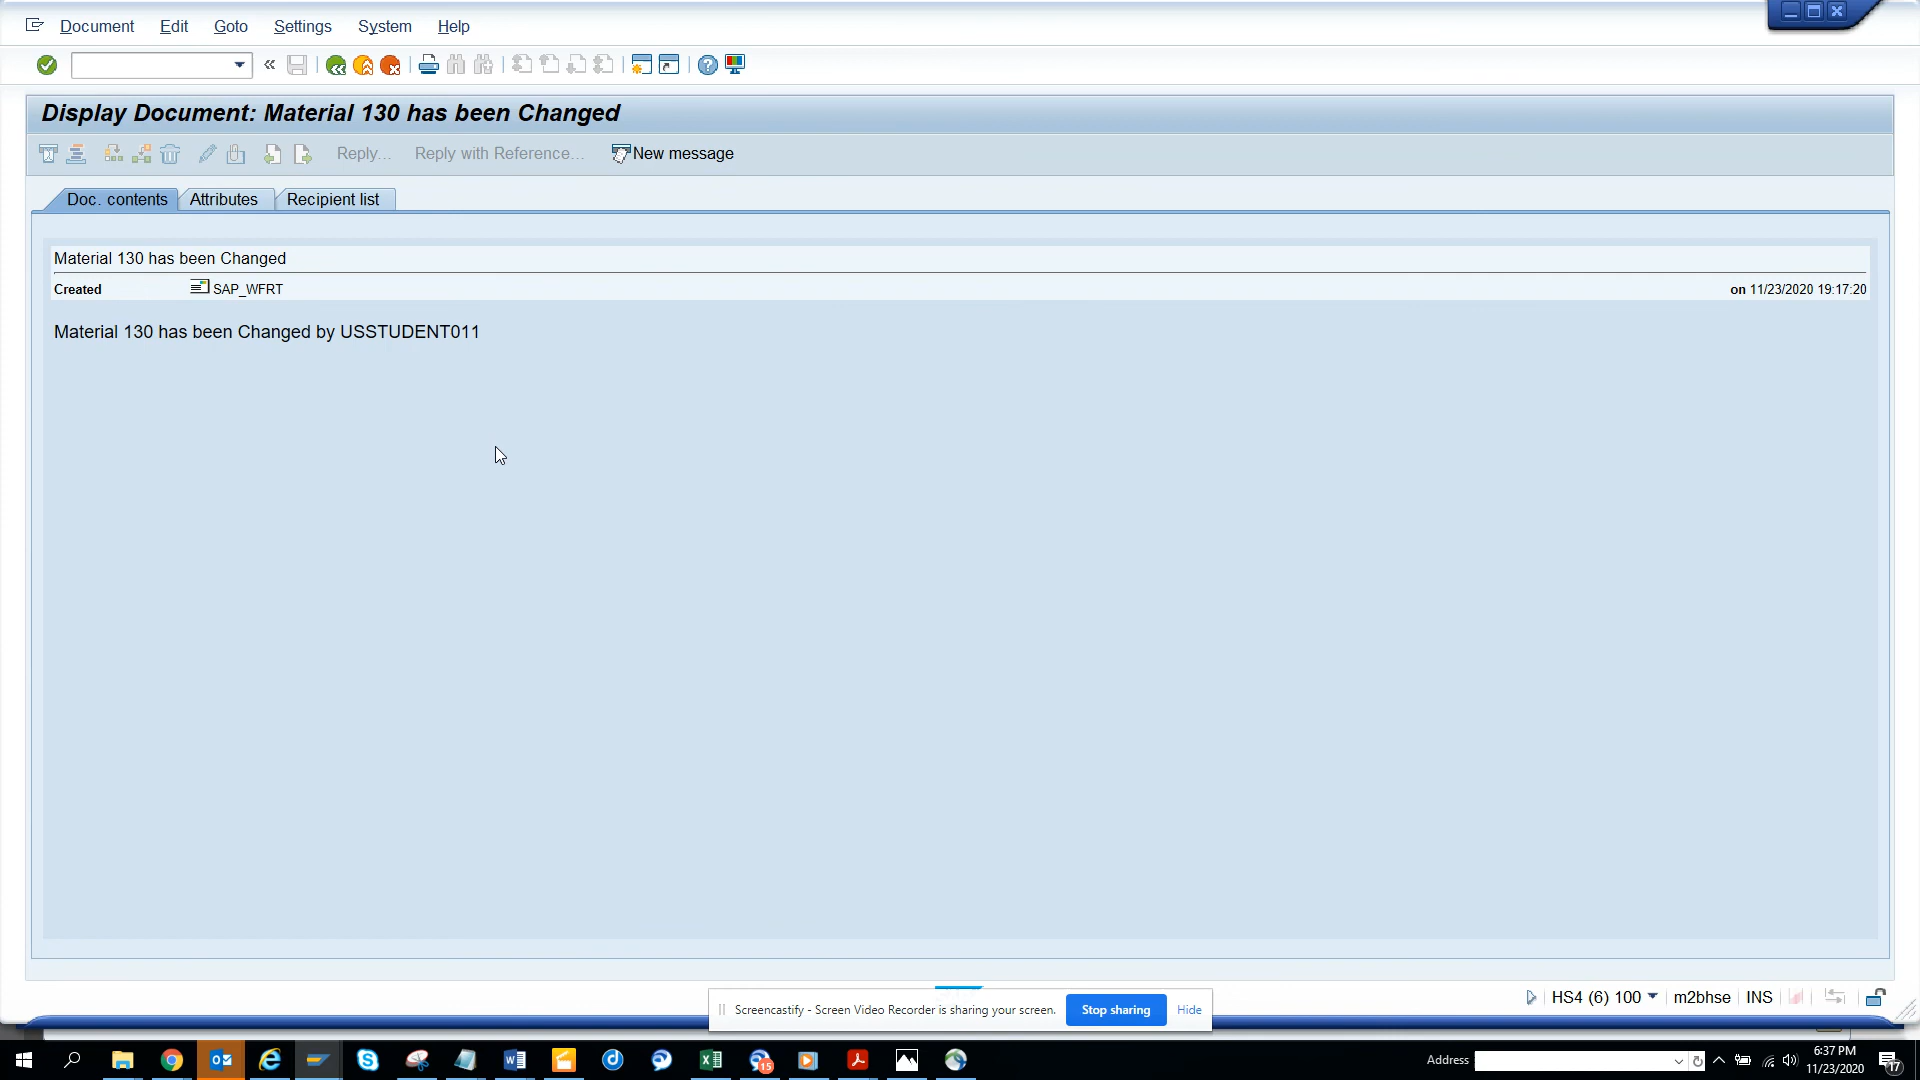 Document Edit Goto Settings System Help
Display Document: Material 130 has been Changed
Reply... Reply with Reference... New message
Doc. contents Attributes Recipient list
Material 130 has been Changed
Created SAP_WFRT on 11/23/2020 19:17:20
Material 130 has been Changed by USSTUDENT011
HS4 (6) 100 m2bhse INS
Screencastify - Screen Video Recorder is sharing your screen. Stop sharing Hide
Address
15
6:37 PM
11/23/2020
17